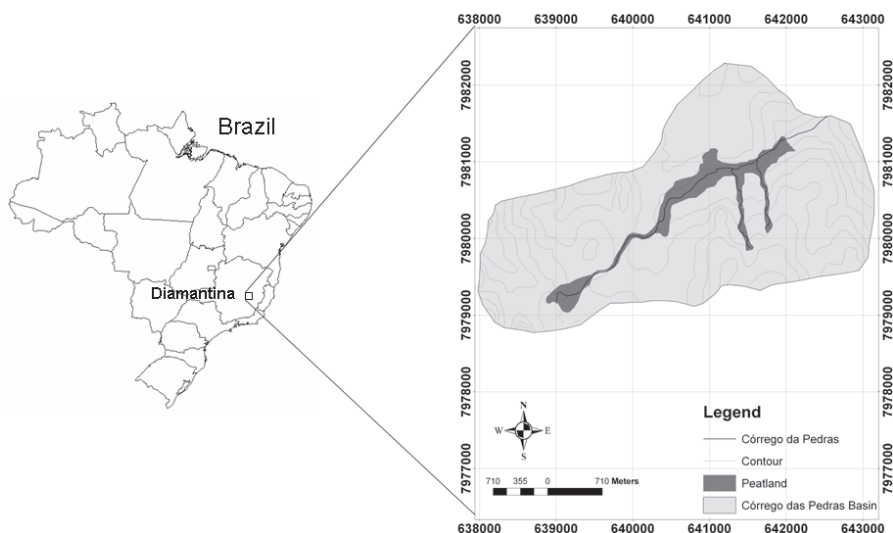 638000 639000 640000 641000 642000 643000
Brazil
Diamantina
7982000
7981000
7980000
7979000
7978000
7977000
7982000
7981000
7980000
7979000
7978000
7977000
N
W E
S
710 355 0 710 Meters
Legend
Córrego da Pedras
Contour
Peatland
Córrego das Pedras Basin
638000 639000 640000 641000 642000 643000